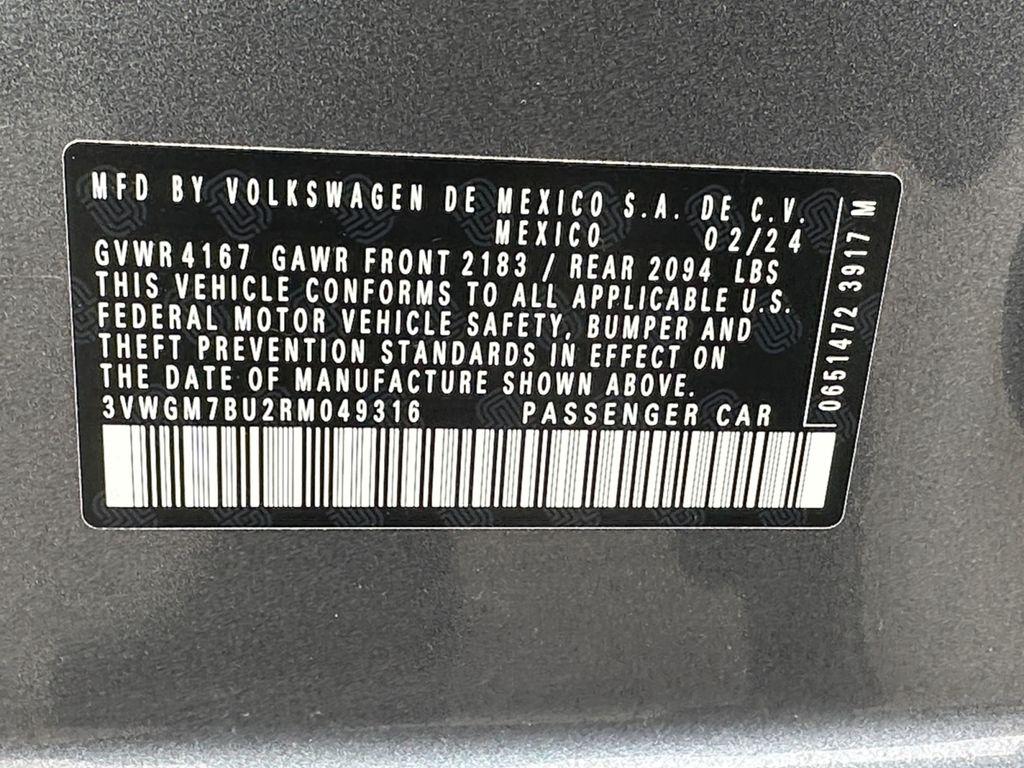 MFD BY VOLKSWAGEN DE MEXICO S.A. DE C.V.
MEXICO 02/24
GVWR 4167 GAWR FRONT 2183 / REAR 2094 LBS
THIS VEHICLE CONFORMS TO ALL APPLICABLE U.S.
FEDERAL MOTOR VEHICLE SAFETY, BUMPER AND
THEFT PREVENTION STANDARDS IN EFFECT ON
THE DATE OF MANUFACTURE SHOWN ABOVE.
3VWGM7BU2RM049316 PASSENGER CAR
0651472 3917 M